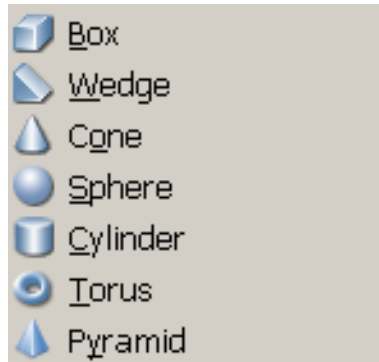 Box
Wedge
Cone
Sphere
Cylinder
Torus
Pyramid